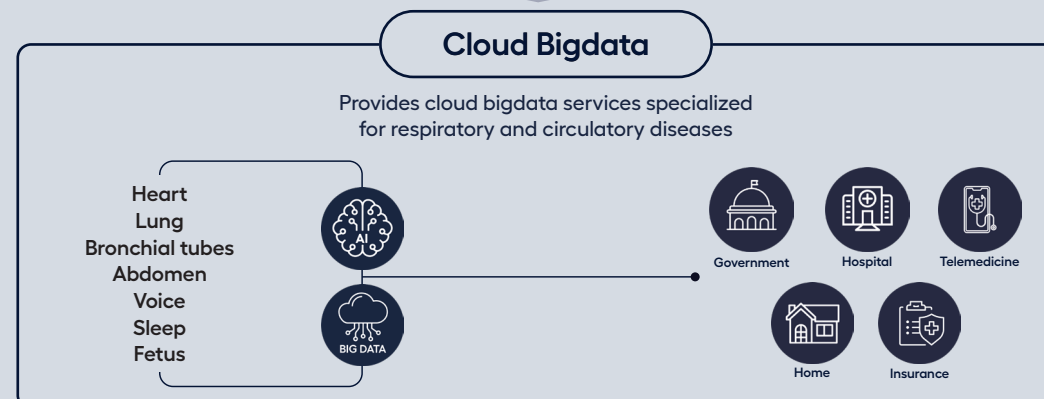 Cloud Bigdata
Provides cloud bigdata services specialized
for respiratory and circulatory diseases
Heart
Lung
Bronchial tubes
Abdomen
Voice
Sleep
Fetus
AI
BIG DATA
Government
Hospital
Telemedicine
Home
Insurance